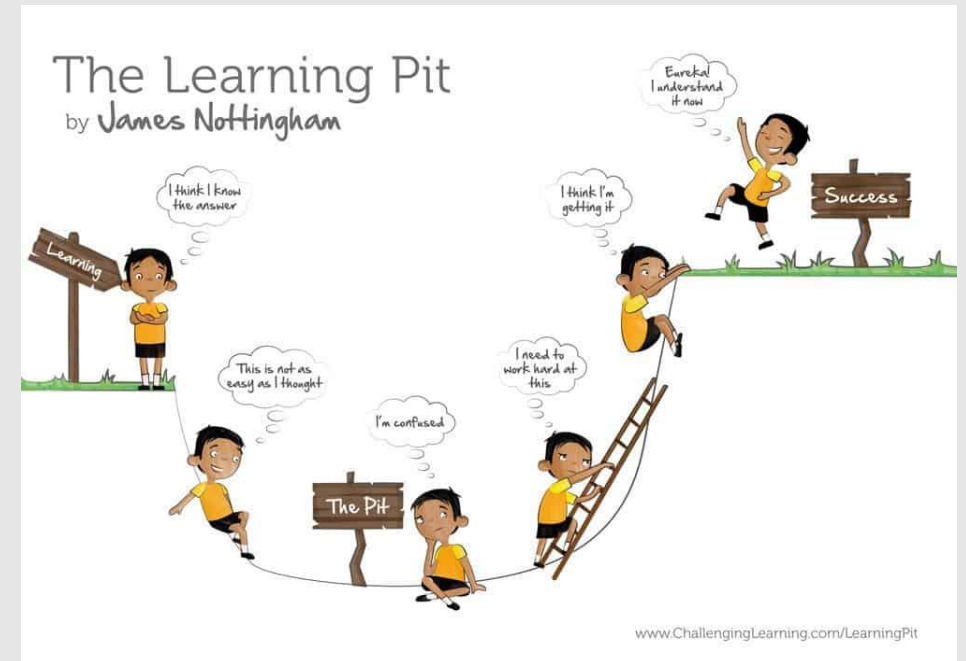 The Learning Pit
by James Nottingham
Learning
I think I know
the answer
This is not as
easy as I thought
The Pit
I'm confused
I need to
work hard at
this
I think I'm
getting it
Eureka!
I understand
it now
Success
www.ChallengingLearning.com/LearningPit